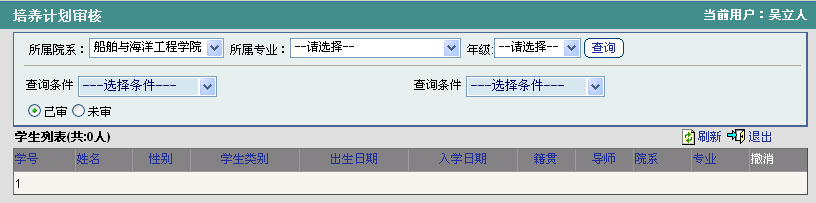 培养计划审核 当前用户：吴立人
所属院系： 船舶与海洋工程学院 所属专业： --请选择-- 年级: --请选择-- 查询
查询条件 ---选择条件--- 查询条件 ---选择条件---
已审 未审
学生列表(共:0人) 刷新 退出
学号 姓名 性别 学生类别 出生日期 入学日期 籍贯 导师 院系 专业 撤消
1